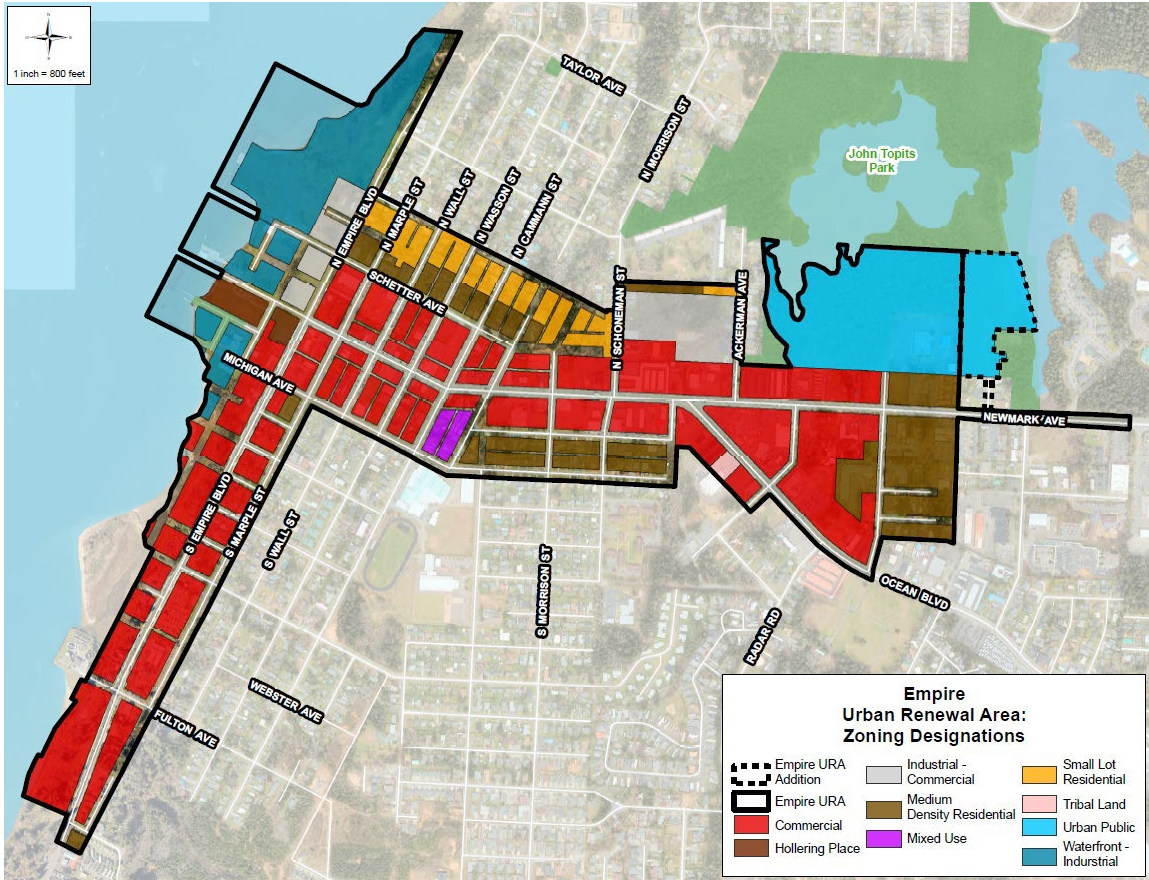 N
W
E
S
1 inch = 800 feet
TAYLOR AVE
N MORRISON ST
John Topits
Park
N EMPIRE BLVD
N MARPLE ST
N WALL ST
N WASSON ST
N CAMMANN ST
SCHETTER AVE
N SCHONEMAN ST
ACKERMAN AVE
MICHIGAN AVE
NEWMARK AVE
S EMPIRE BLVD
S MARPLE ST
S WALL ST
S MORRISON ST
OCEAN BLVD
RADAR RD
WEBSTER AVE
FULTON AVE
Empire
Urban Renewal Area:
Zoning Designations
Empire URA
Addition
Empire URA
Commercial
Hollering Place
Industrial -
Commercial
Medium
Density Residential
Mixed Use
Small Lot
Residential
Tribal Land
Urban Public
Waterfront -
Indurstrial